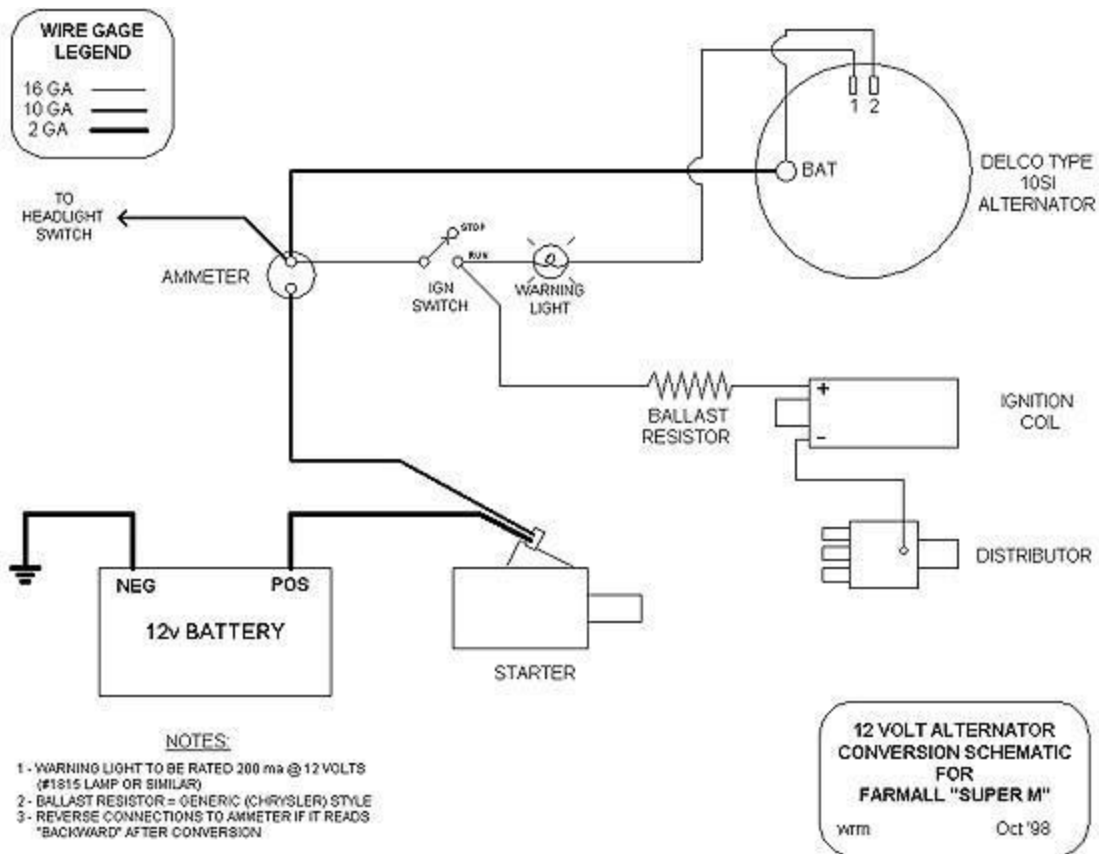 WIRE GAGE
LEGEND
16 GA
10 GA
2 GA
TO
HEADLIGHT
SWITCH
AMMETER
STOP
RUN
IGN
SWITCH
WARNING
LIGHT
1 2
BAT
DELCO TYPE
10SI
ALTERNATOR
BALLAST
RESISTOR
+
-
IGNITION
COIL
DISTRIBUTOR
NEG
POS
12v BATTERY
STARTER
NOTES:
1 - WARNING LIGHT TO BE RATED 200 ma @ 12 VOLTS
(#1815 LAMP OR SIMILAR)
2 - BALLAST RESISTOR = GENERIC (CHRYSLER) STYLE
3 - REVERSE CONNECTIONS TO AMMETER IF IT READS
"BACKWARD" AFTER CONVERSION
12 VOLT ALTERNATOR
CONVERSION SCHEMATIC
FOR
FARMALL "SUPER M"
wrm Oct '98